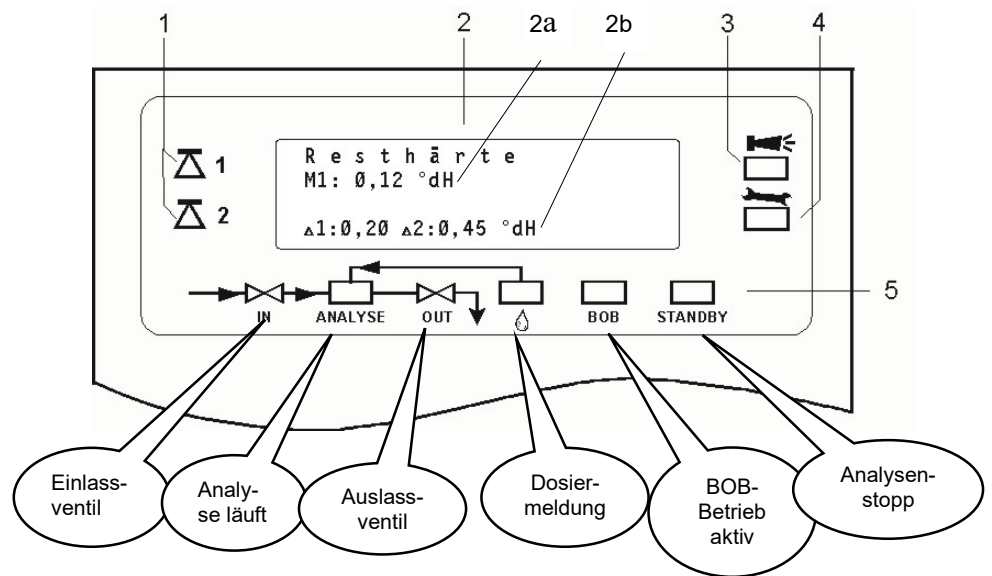 1
2
2a
2b
3
4
R e s t h ä r t e
M1: 0,12 °dH
1
2
▵1:0,20 ▵2:0,45 °dH
5
IN
ANALYSE
OUT
BOB
STANDBY
Einlass-
ventil
Analy-
se läuft
Auslass-
ventil
Dosier-
meldung
BOB-
Betrieb
aktiv
Analysen-
stopp